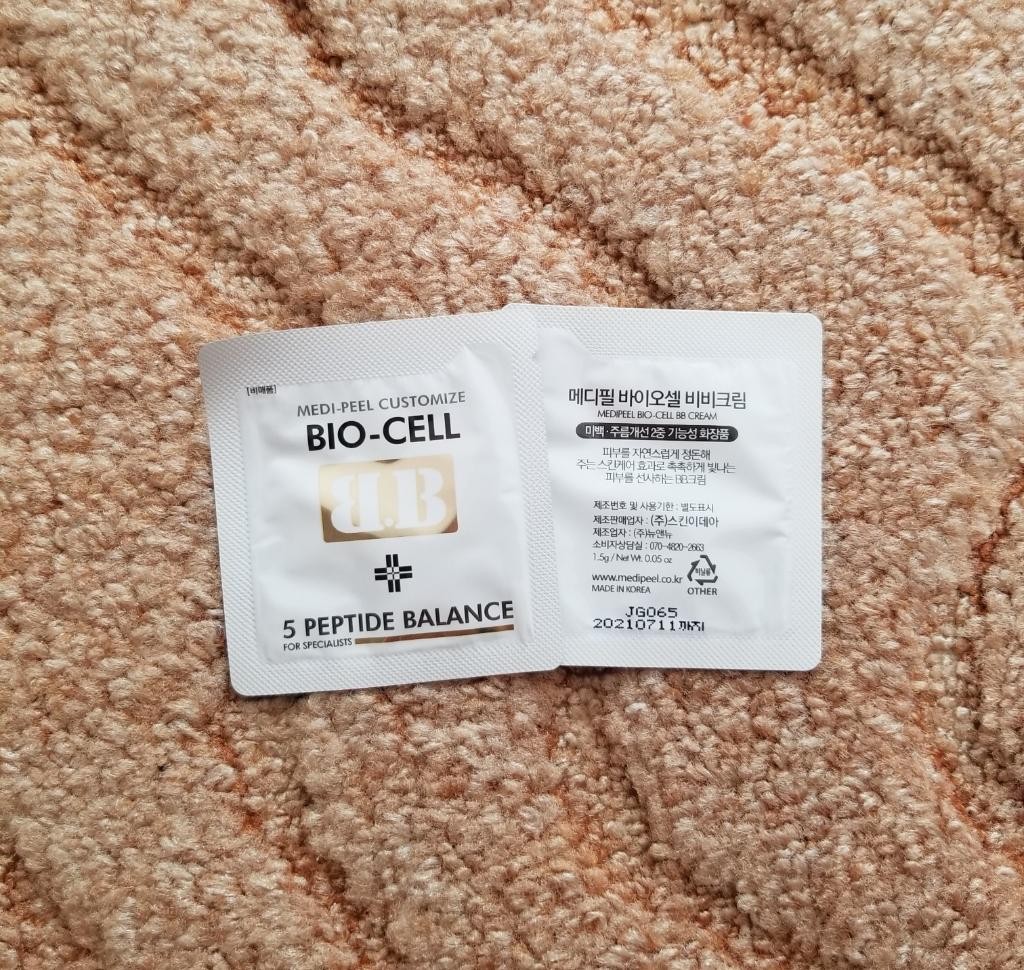 [비매품]
MEDI-PEEL CUSTOMIZE
BIO-CELL
B.B
5 PEPTIDE BALANCE
FOR SPECIALISTS
메디필 바이오셀 비비크림
MEDIPEEL BIO-CELL BB CREAM
미백·주름개선 2중 기능성 화장품
피부를 자연스럽게 정돈해
주는 스킨케어 효과로 촉촉하게 빛나는
피부를 선사하는 BB크림
제조번호 및 사용기한 : 별도표시
제조판매업자 : (주)스킨이데아
제조업자 : (주)뉴앤뉴
소비자상담실 : 070-4820-2663
1.5g / Net Wt. 0.05 oz
비닐류
www.medipeel.co.kr
MADE IN KOREA
OTHER
JG065
20210711까지